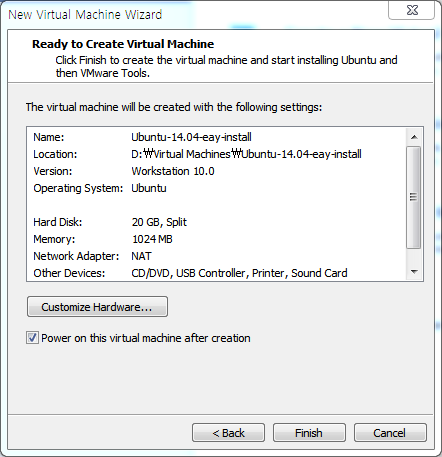 New Virtual Machine Wizard
Ready to Create Virtual Machine
Click Finish to create the virtual machine and start installing Ubuntu and
then VMware Tools.
The virtual machine will be created with the following settings:
Name: Ubuntu-14.04-eay-install
Location: D:₩Virtual Machines₩Ubuntu-14.04-eay-install
Version: Workstation 10.0
Operating System: Ubuntu
Hard Disk: 20 GB, Split
Memory: 1024 MB
Network Adapter: NAT
Other Devices: CD/DVD, USB Controller, Printer, Sound Card
Customize Hardware...
Power on this virtual machine after creation
< Back Finish Cancel